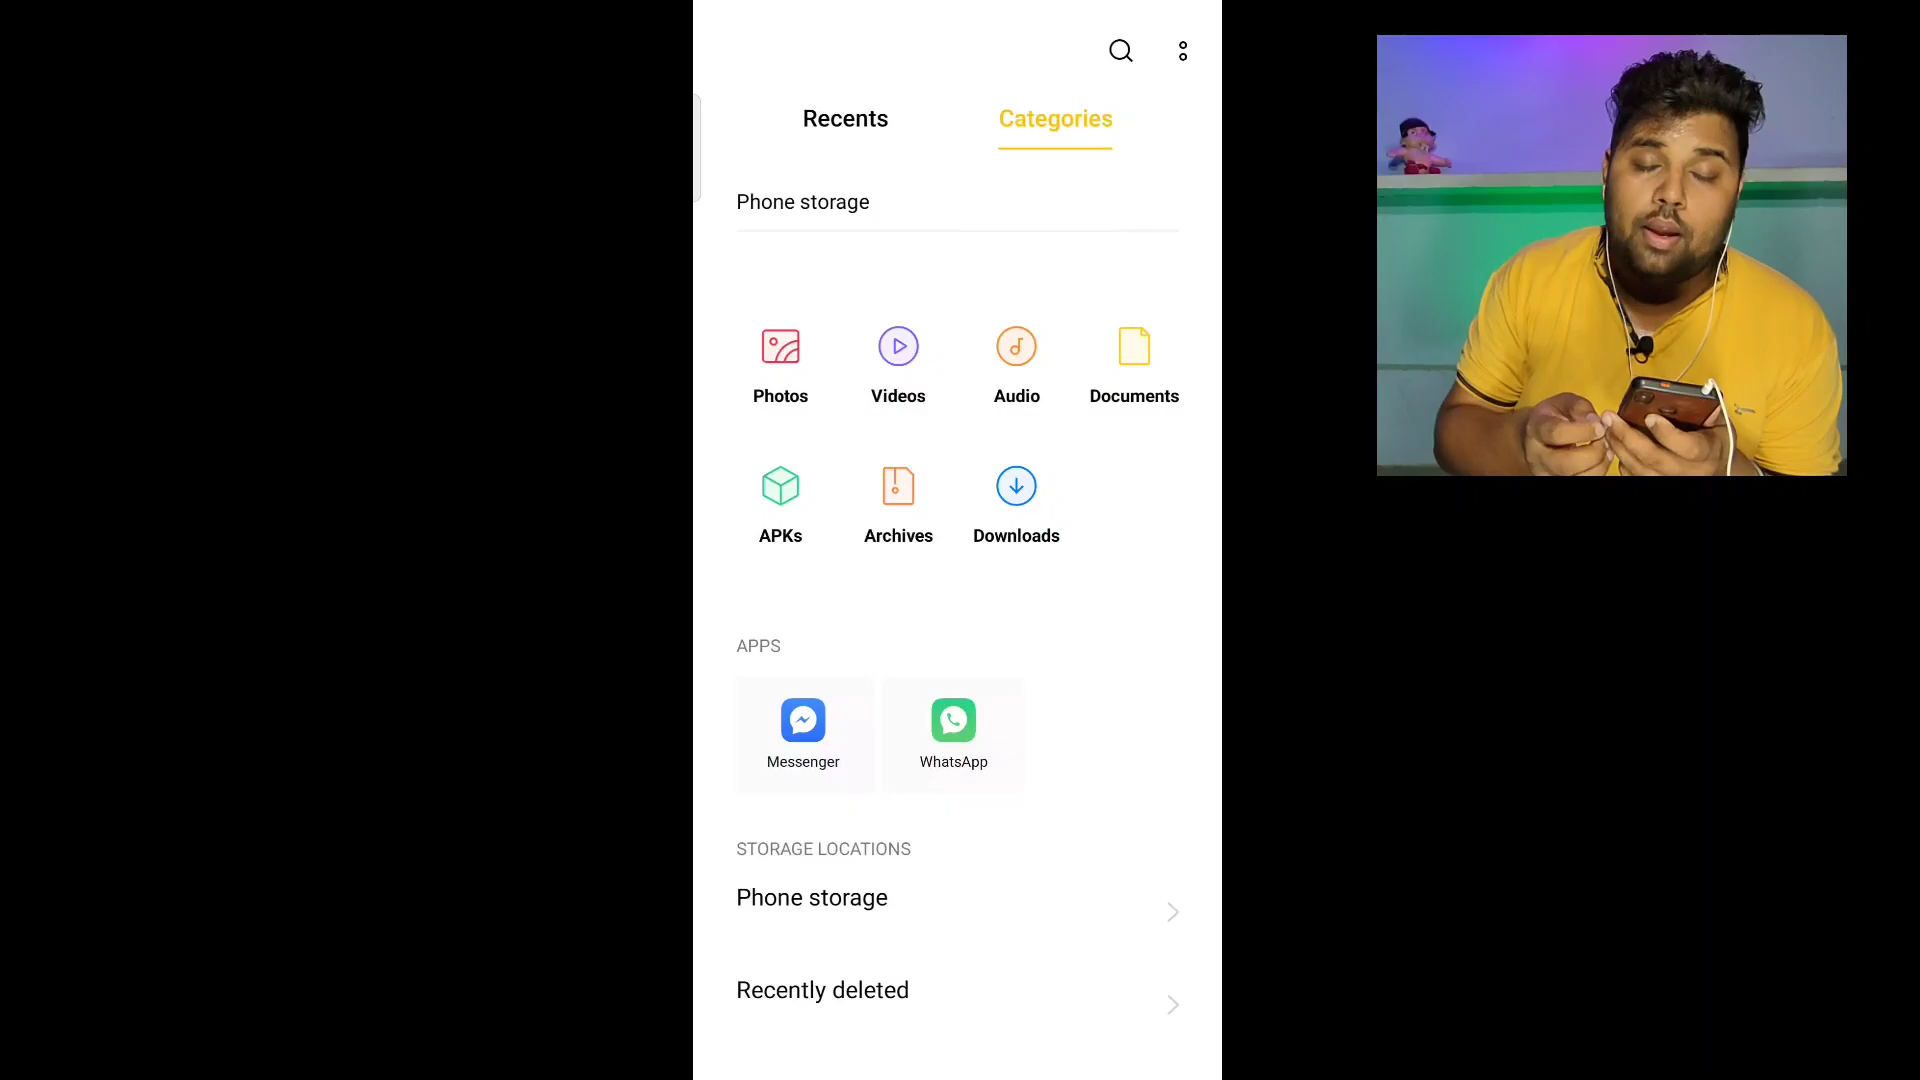 Recents Categories
Phone storage
Photos Videos Audio Documents
APKs Archives Downloads
APPS
Messenger WhatsApp
STORAGE LOCATIONS
Phone storage
Recently deleted